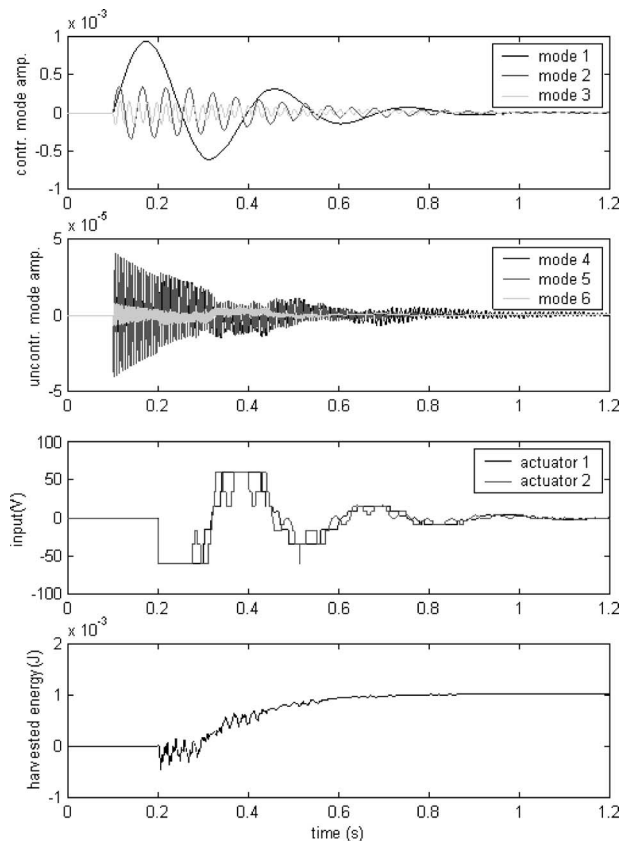 x 10⁻³
1
0.5
0
-0.5
-1
contr. mode amp.
mode 1
mode 2
mode 3
0 0.2 0.4 0.6 0.8 1 1.2
x 10⁻⁵
5
0
-5
uncontr. mode amp.
mode 4
mode 5
mode 6
0 0.2 0.4 0.6 0.8 1 1.2
100
50
0
-50
-100
input(V)
actuator 1
actuator 2
0 0.2 0.4 0.6 0.8 1 1.2
x 10⁻³
2
1
0
-1
harvested energy(J)
0 0.2 0.4 0.6 0.8 1 1.2
time (s)